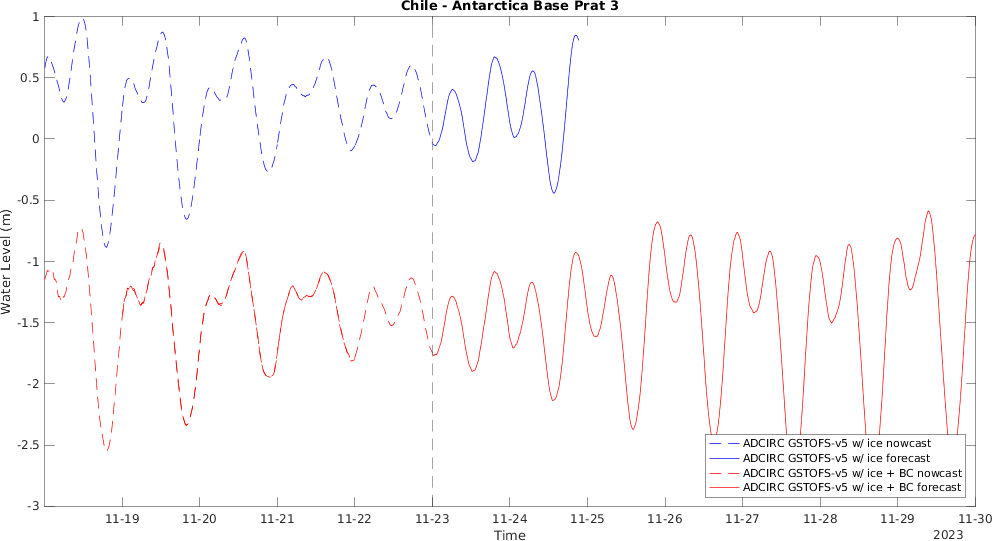 Chile - Antarctica Base Prat 3
Water Level (m)
1
0.5
0
-0.5
-1
-1.5
-2
-2.5
-3
ADCIRC GSTOFS-v5 w/ ice nowcast
ADCIRC GSTOFS-v5 w/ ice forecast
ADCIRC GSTOFS-v5 w/ ice + BC nowcast
ADCIRC GSTOFS-v5 w/ ice + BC forecast
11-19 11-20 11-21 11-22 11-23 11-24 11-25 11-26 11-27 11-28 11-29 11-30
Time
2023